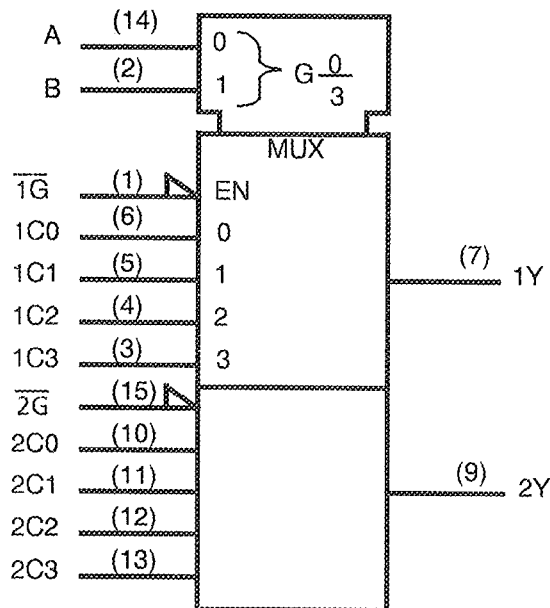 A (14) 0
B (2) 1
G 0/3
MUX
1G̅ (1) EN
1C0 (6) 0
1C1 (5) 1
1C2 (4) 2
1C3 (3) 3
(7) 1Y
2G̅ (15)
2C0 (10)
2C1 (11)
2C2 (12)
2C3 (13)
(9) 2Y